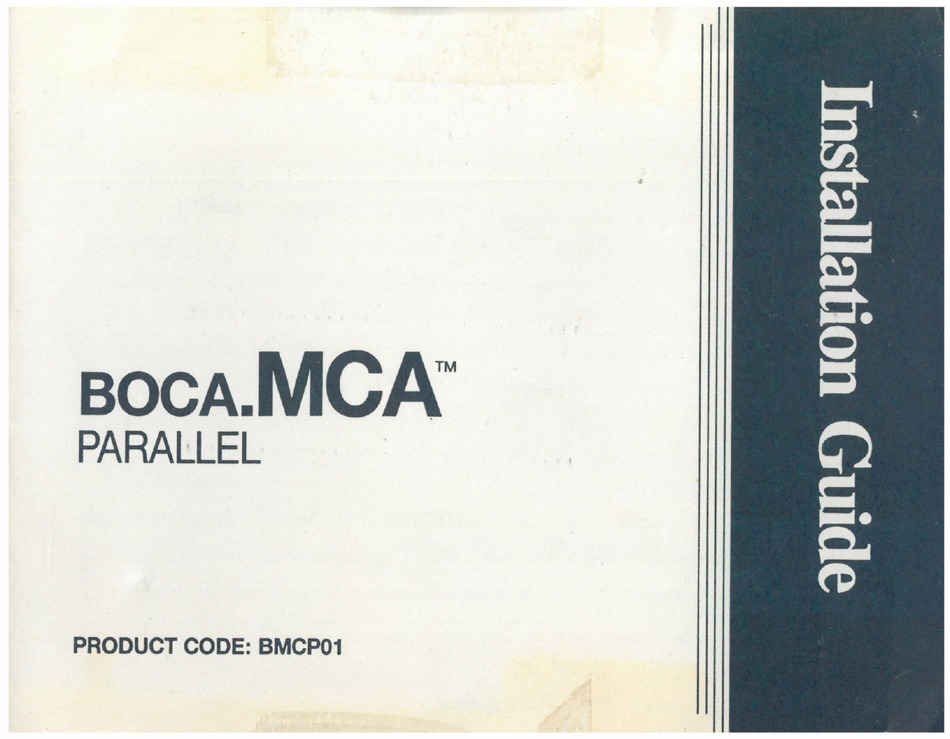 BOCA.MCA™
PARALLEL
PRODUCT CODE: BMCP01
Installation Guide